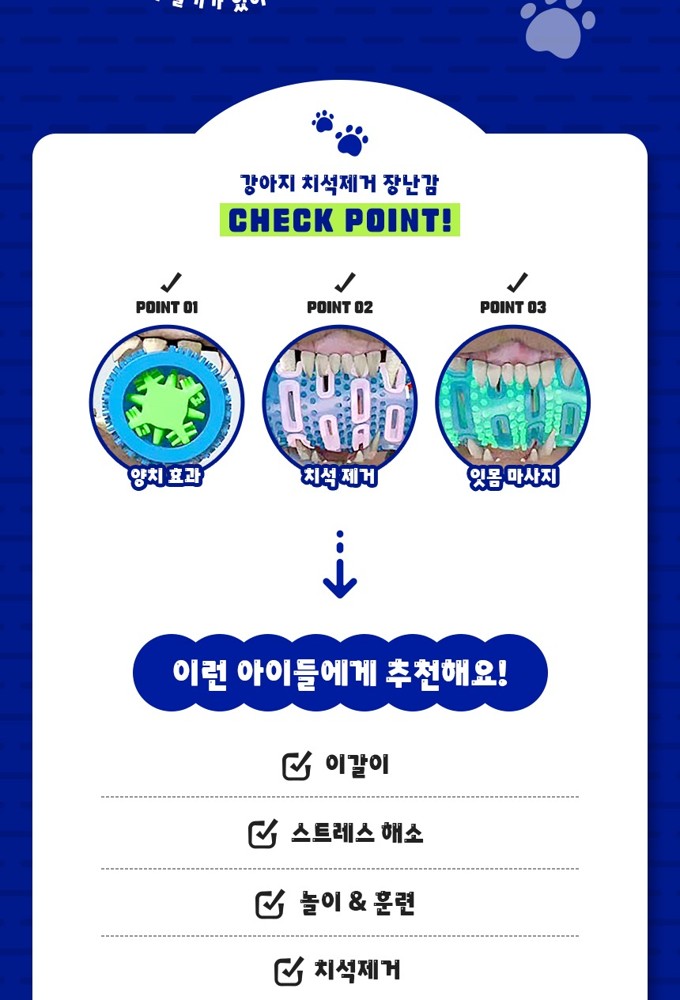 강아지 치석제거 장난감
CHECK POINT!
POINT 01
POINT 02
POINT 03
양치 효과
치석 제거
잇몸 마사지
이런 아이들에게 추천해요!
이갈이
스트레스 해소
놀이 & 훈련
치석제거